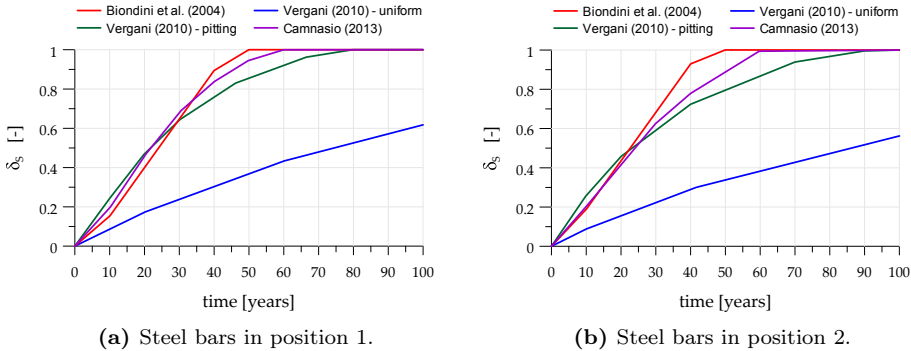 Biondini et al. (2004)
Vergani (2010) - uniform
Vergani (2010) - pitting
Camnasio (2013)
1
0.8
0.6
0.4
0.2
0
δs [-]
0 10 20 30 40 50 60 70 80 90 100
time [years]
(a) Steel bars in position 1.
Biondini et al. (2004)
Vergani (2010) - uniform
Vergani (2010) - pitting
Camnasio (2013)
1
0.8
0.6
0.4
0.2
0
δs [-]
0 10 20 30 40 50 60 70 80 90 100
time [years]
(b) Steel bars in position 2.